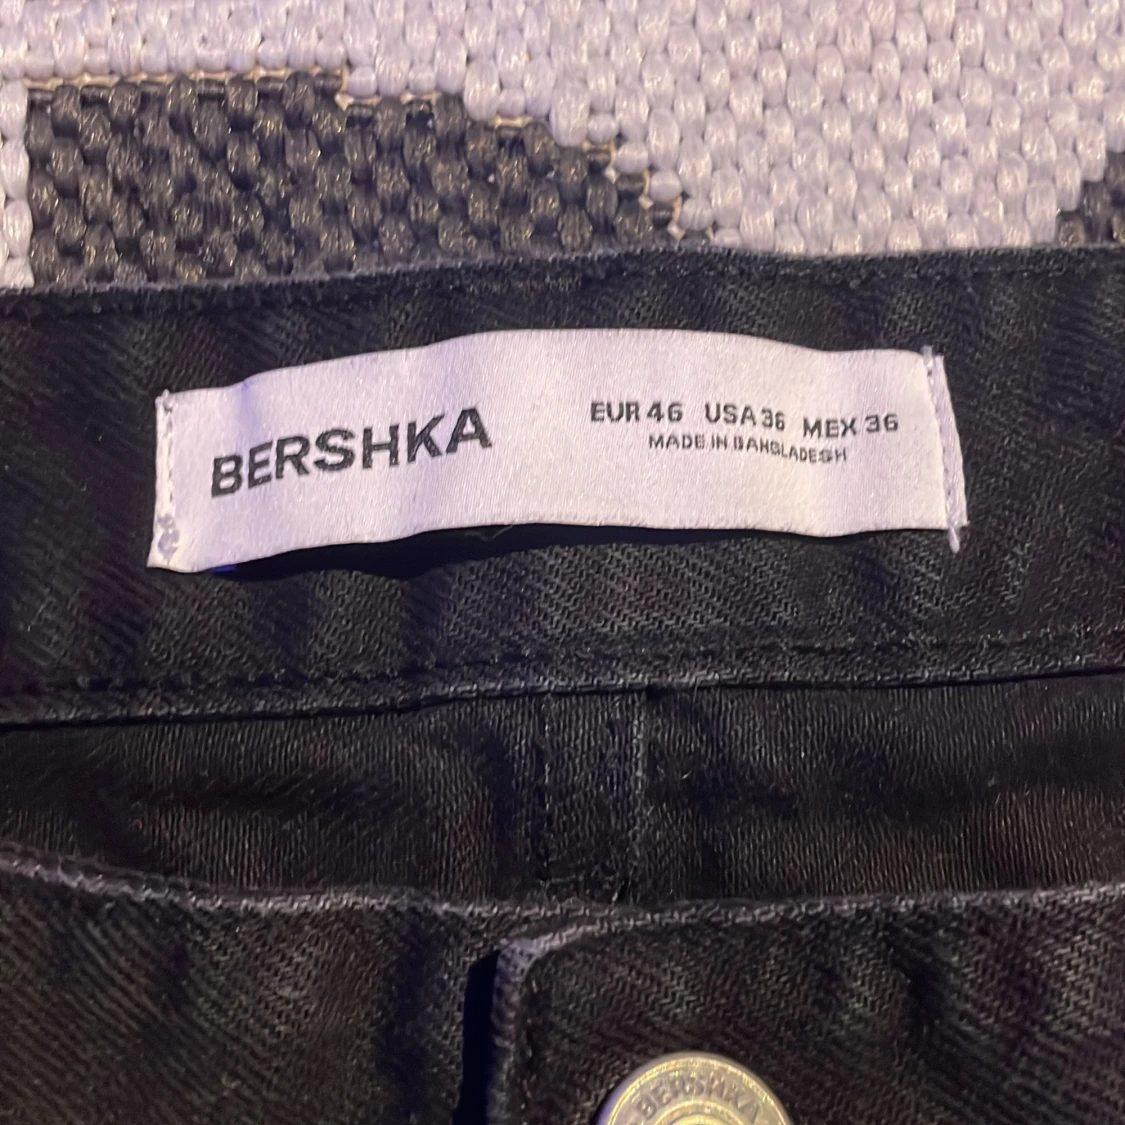 BERSHKA
EUR 46 USA 36 MEX 36
MADE IN BANGLADESH
BERSHKA